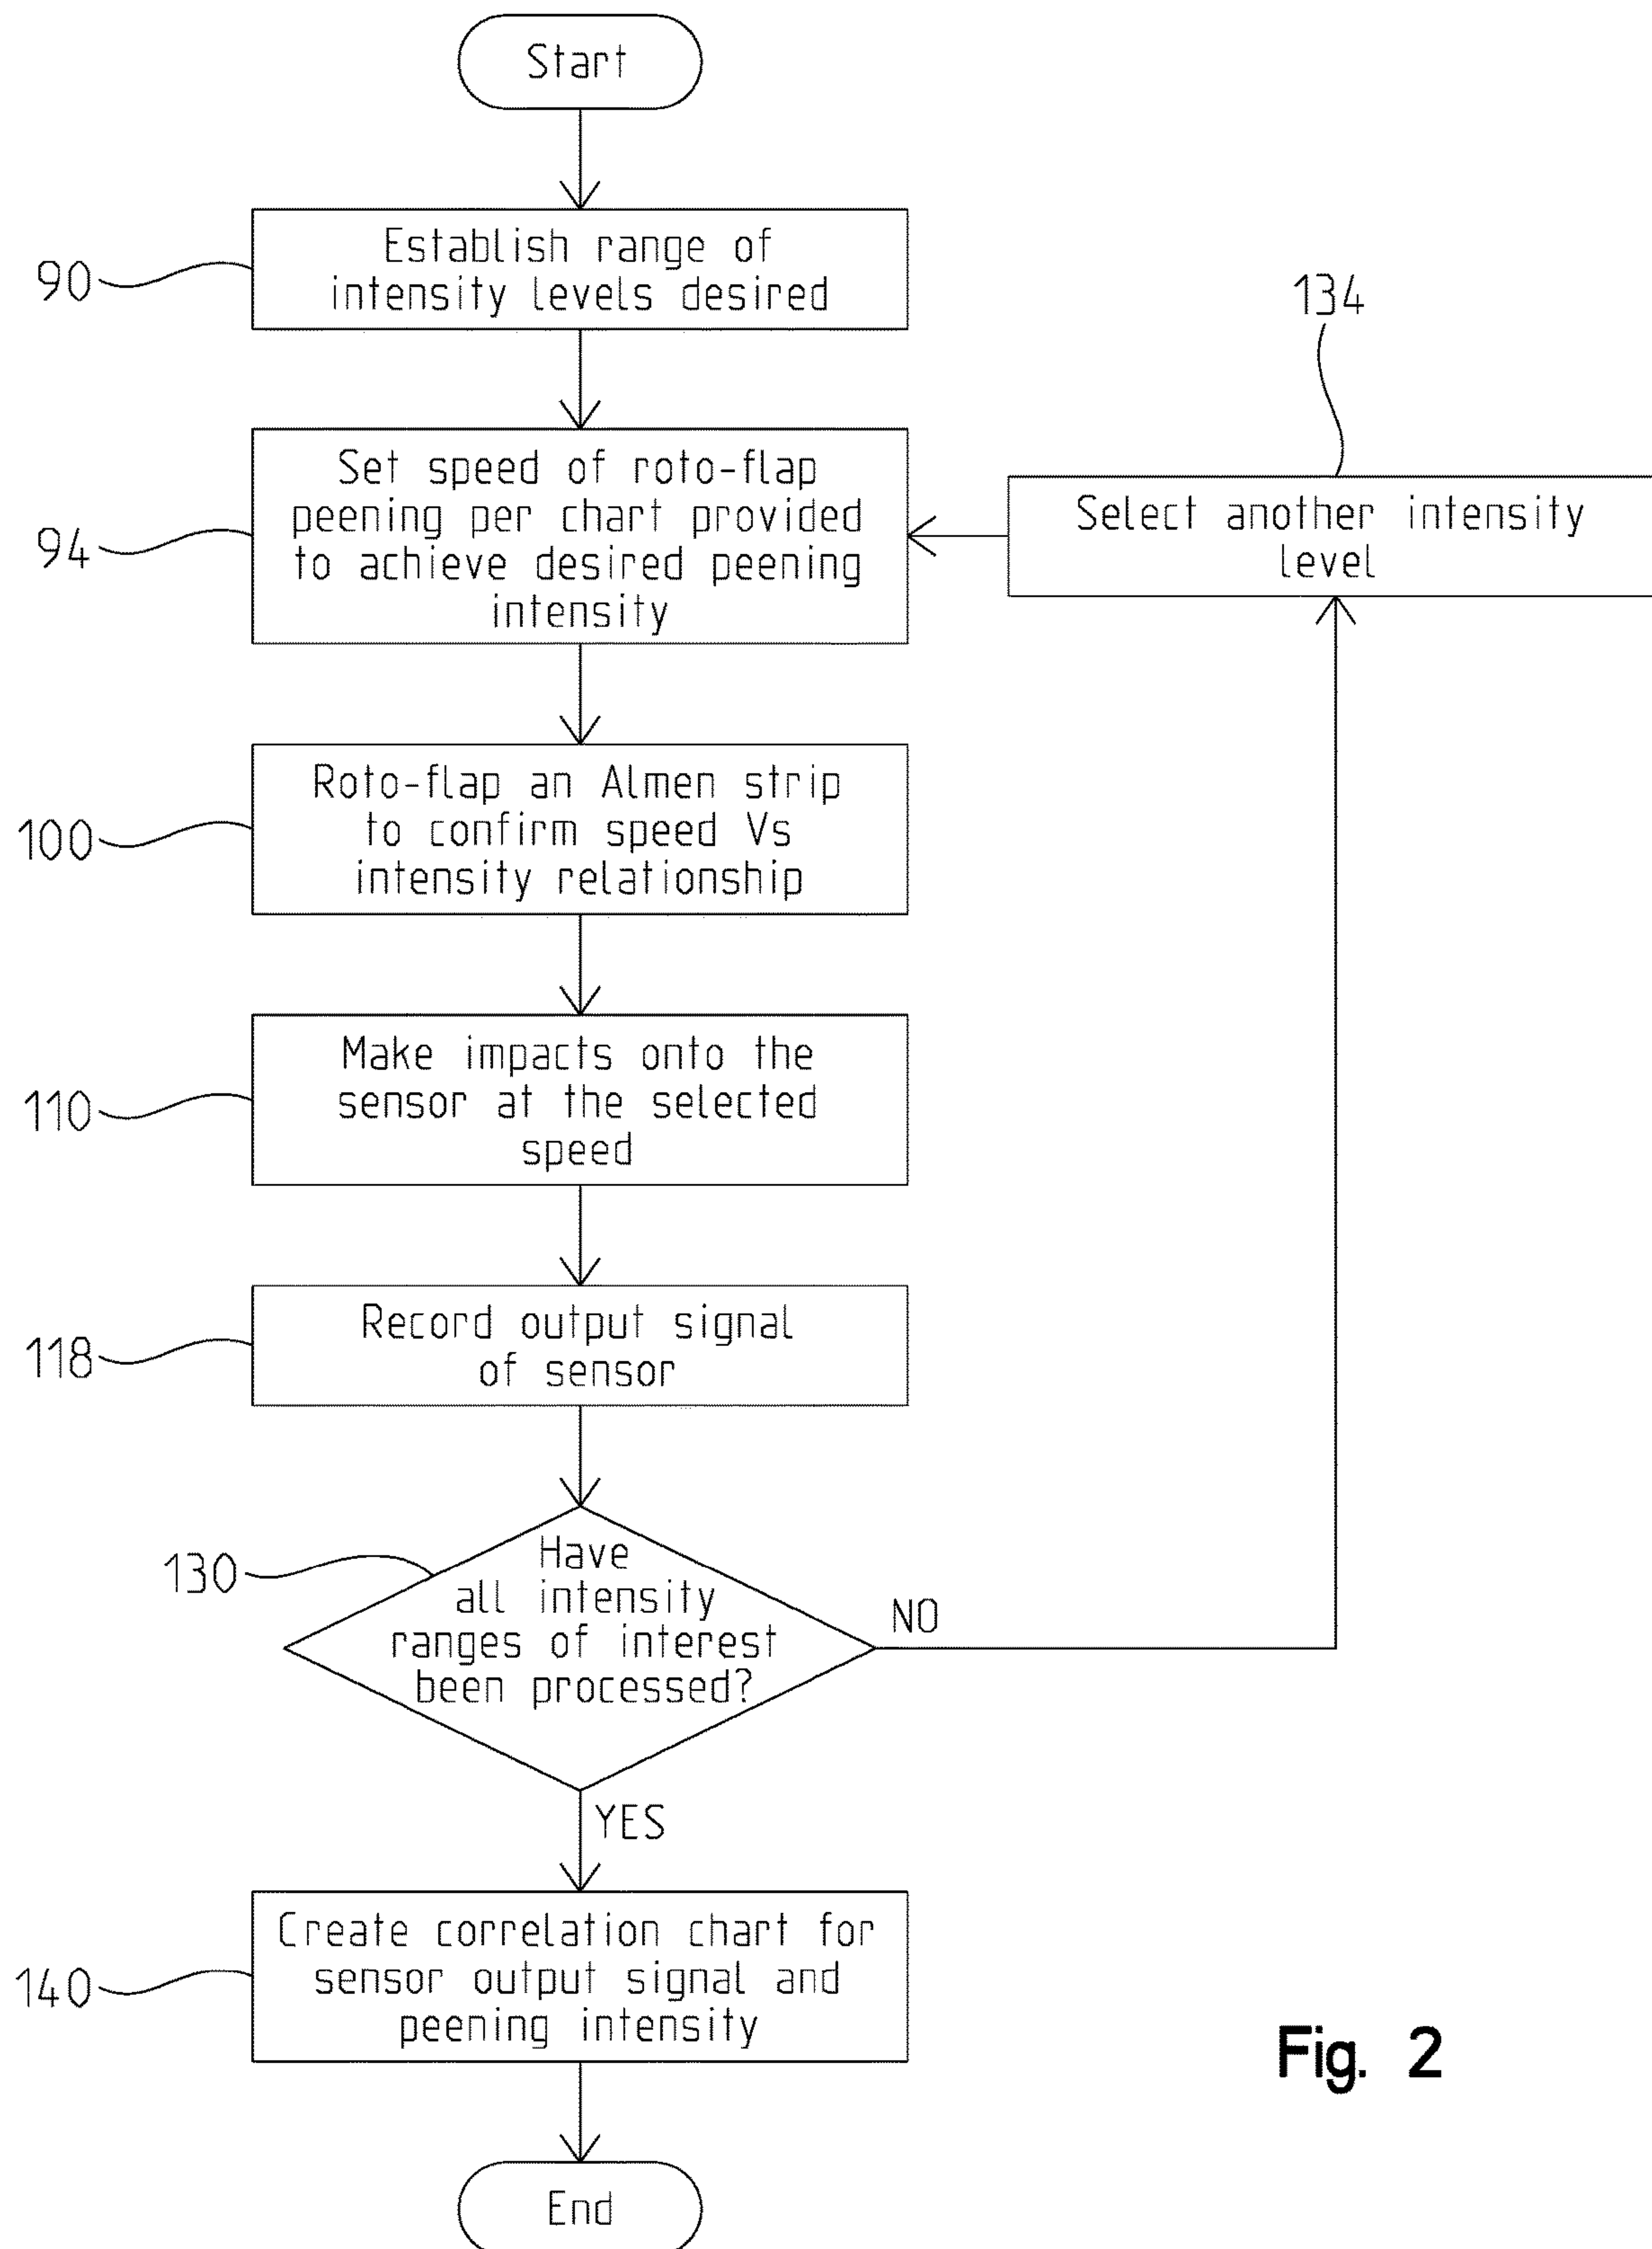 Start
90
Establish range of
intensity levels desired
134
94
Set speed of roto-flap
peening per chart provided
to achieve desired peening
intensity
Select another intensity
level
100
Roto-flap an Almen strip
to confirm speed Vs
intensity relationship
110
Make impacts onto the
sensor at the selected
speed
118
Record output signal
of sensor
130
Have
all intensity
ranges of interest
been processed?
NO
YES
140
Create correlation chart for
sensor output signal and
peening intensity
Fig. 2
End